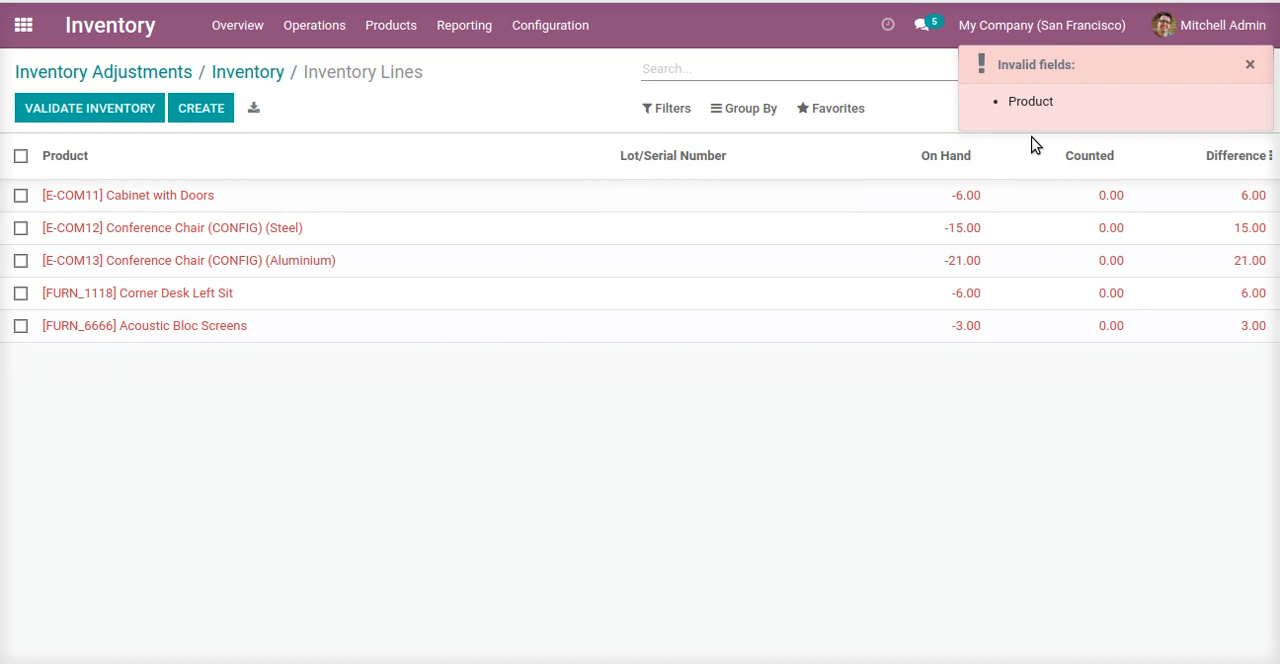 Inventory Overview Operations Products Reporting Configuration 5 My Company (San Francisco) Mitchell Admin
Inventory Adjustments / Inventory / Inventory Lines
Search...
Invalid fields:
Product
VALIDATE INVENTORY CREATE Filters Group By Favorites
Product Lot/Serial Number On Hand Counted Difference
[E-COM11] Cabinet with Doors -6.00 0.00 6.00
[E-COM12] Conference Chair (CONFIG) (Steel) -15.00 0.00 15.00
[E-COM13] Conference Chair (CONFIG) (Aluminium) -21.00 0.00 21.00
[FURN_1118] Corner Desk Left Sit -6.00 0.00 6.00
[FURN_6666] Acoustic Bloc Screens -3.00 0.00 3.00